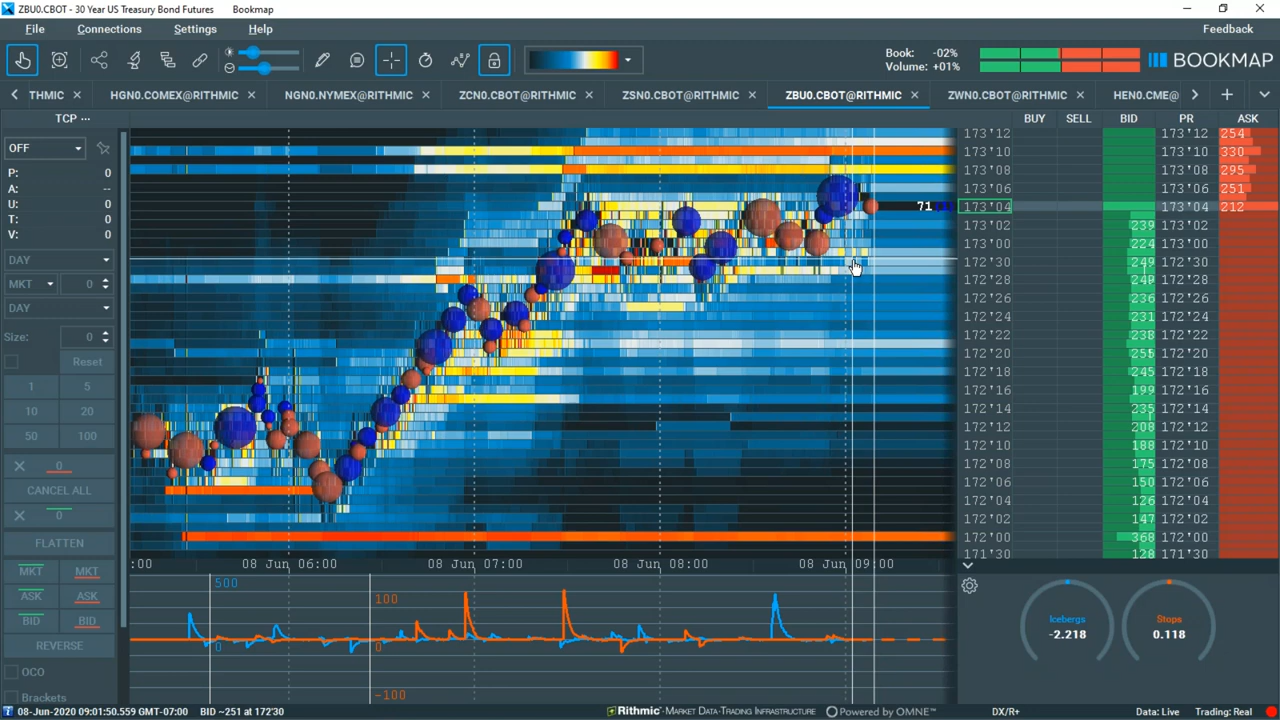 ZBU0.CBOT - 30 Year US Treasury Bond Futures Bookmap
File Connections Settings Help Feedback
Book: -02%
Volume: +01%
BOOKMAP
THMIC HGN0.COMEX@RITHMIC NGN0.NYMEX@RITHMIC ZCN0.CBOT@RITHMIC ZSN0.CBOT@RITHMIC ZBU0.CBOT@RITHMIC ZWN0.CBOT@RITHMIC HEN0.CME@
TCP ...
OFF
P: 0
A: --
U: 0
T: 0
V: 0
DAY
MKT 0
DAY
Size: 0
Reset
1 5
10 20
50 100
0
CANCEL ALL
0
FLATTEN
MKT MKT
ASK ASK
BID BID
REVERSE
OCO
Brackets
71
:00 08 Jun 06:00 08 Jun 07:00 08 Jun 08:00 08 Jun 09:00
500
100
0
0
-100
BUY SELL BID PR ASK
173'12 173'12 254
173'10 173'10 330
173'08 173'08 295
173'06 173'06 251
173'04 173'04 212
173'02 239 173'02
173'00 224 173'00
172'30 249 172'30
172'28 248 172'28
172'26 236 172'26
172'24 231 172'24
172'22 238 172'22
172'20 255 172'20
172'18 245 172'18
172'16 199 172'16
172'14 235 172'14
172'12 208 172'12
172'10 188 172'10
172'08 175 172'08
172'06 150 172'06
172'04 126 172'04
172'02 147 172'02
172'00 368 172'00
171'30 128 171'30
Icebergs
-2.218
Stops
0.118
08-Jun-2020 09:01:50.559 GMT-07:00 BID ~251 at 172'30 Rithmic · MARKET DATA · TRADING INFRASTRUCTURE Powered by OMNE™ DX/R+ Data: Live Trading: Real